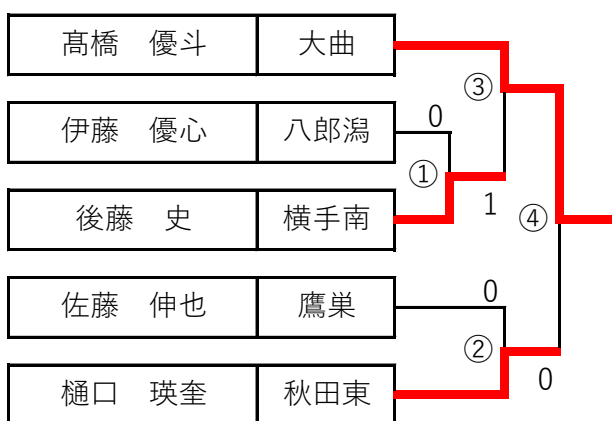 髙橋　優斗 大曲
③
伊藤　優心 八郎潟 0
①
後藤　史 横手南 1 ④
佐藤　伸也 鷹巣 0
②
樋口　瑛奎 秋田東 0